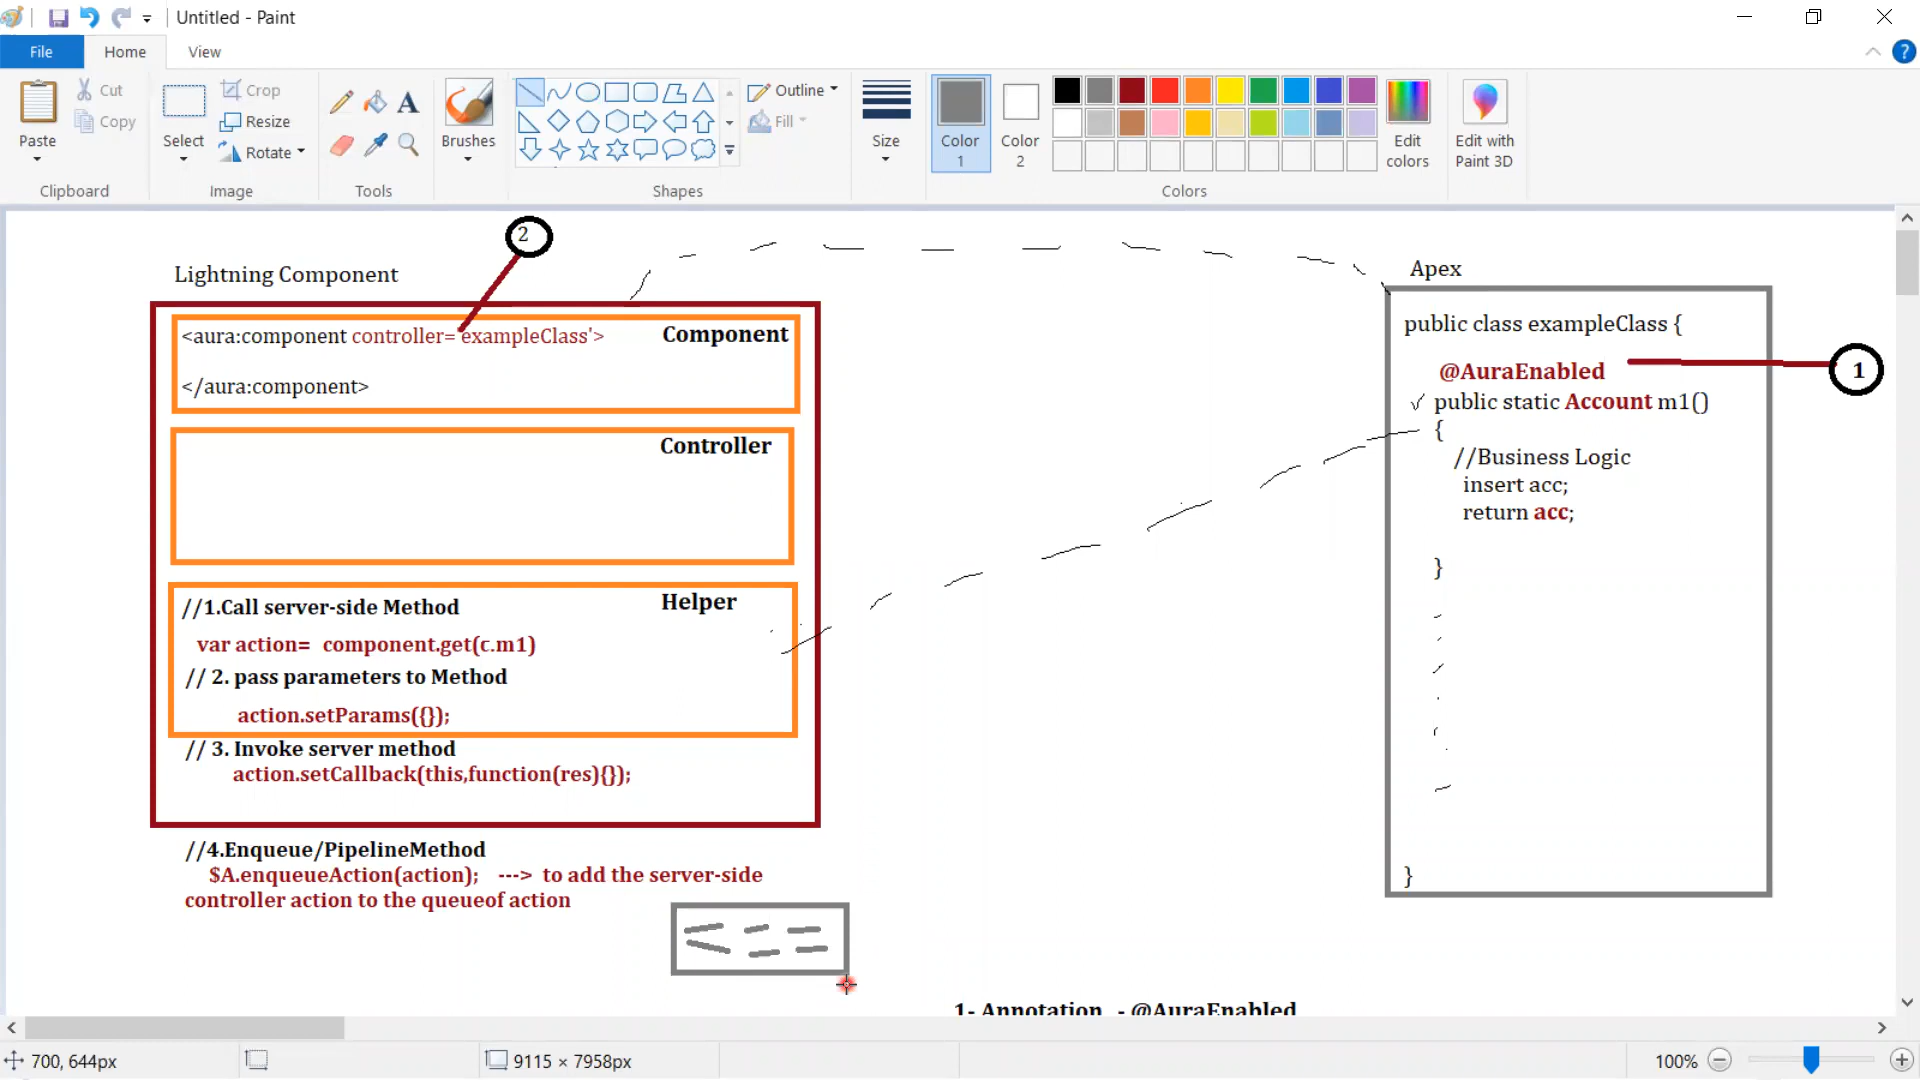 Untitled - Paint
File
Home
View
Paste
Cut
Copy
Clipboard
Select
Crop
Resize
Rotate
Image
A
Tools
Brushes
Shapes
Outline
Fill
Size
Color 1
Color 2
Colors
Edit colors
Edit with Paint 3D
?
2
Lightning Component
<aura:component controller='exampleClass'>
Component
</aura:component>
Controller
Helper
//1.Call server-side Method
var action= component.get(c.m1)
// 2. pass parameters to Method
action.setParams({});
// 3. Invoke server method
action.setCallback(this,function(res){});
//4.Enqueue/PipelineMethod
$A.enqueueAction(action); ---> to add the server-side
controller action to the queueof action
Apex
public class exampleClass {
@AuraEnabled
1
public static Account m1()
{
//Business Logic
insert acc;
return acc;
}
}
1- Annotation - @AuraEnabled
700, 644px
9115 × 7958px
100%